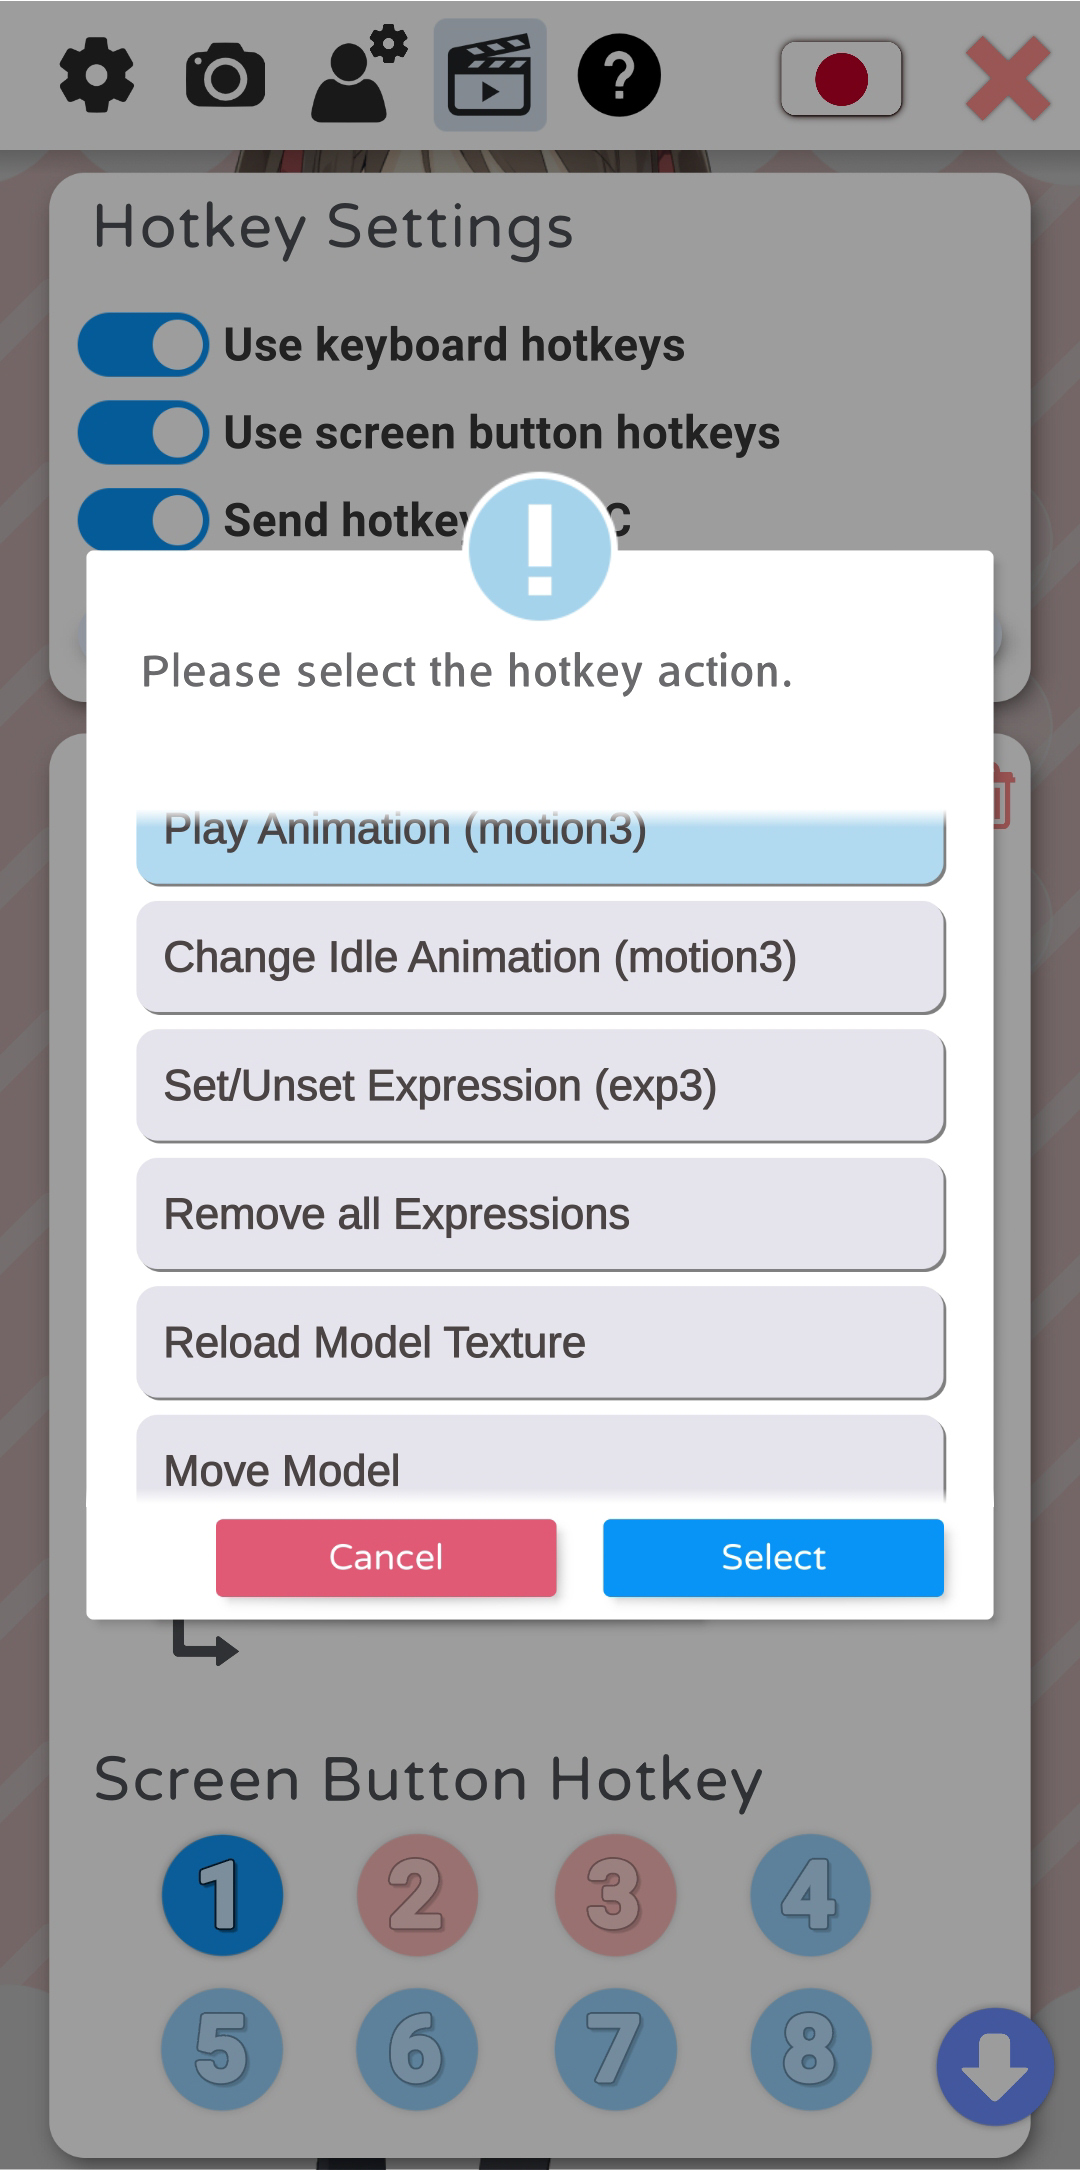 ?
Hotkey Settings
Use keyboard hotkeys
Use screen button hotkeys
Send hotkey C
!
Please select the hotkey action.
Play Animation (motion3)
Change Idle Animation (motion3)
Set/Unset Expression (exp3)
Remove all Expressions
Reload Model Texture
Move Model
Cancel Select
Screen Button Hotkey
1 2 3 4
5 6 7 8